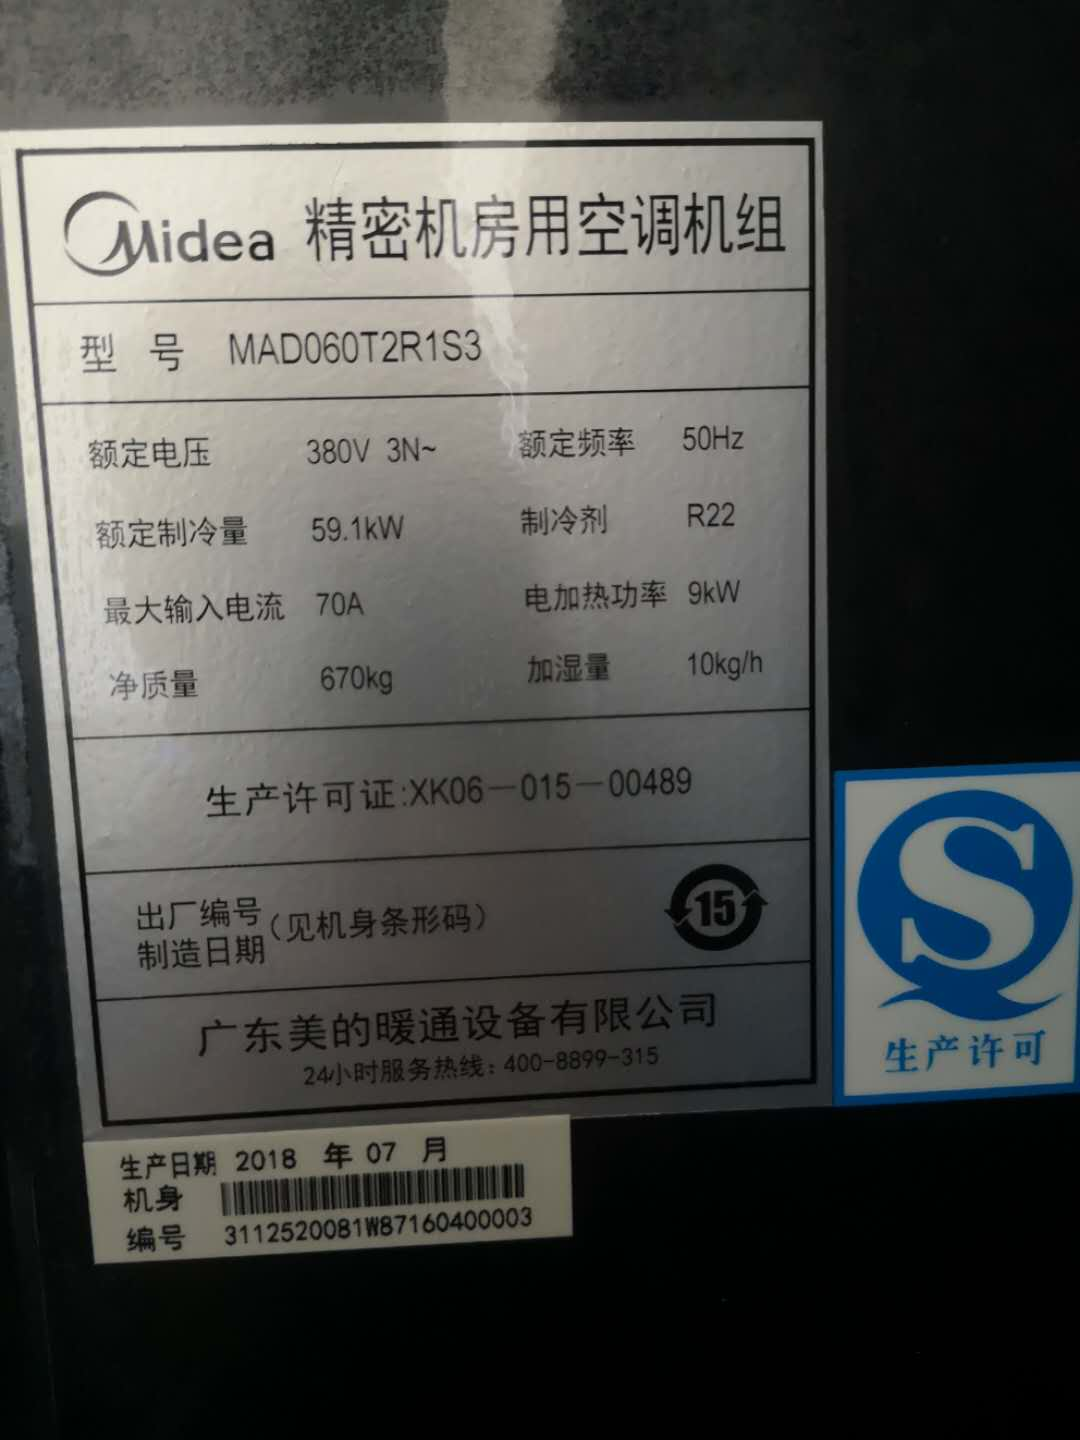 Midea 精密机房用空调机组
型 号 MAD060T2R1S3
额定电压 380V 3N~ 额定频率 50Hz
额定制冷量 59.1kW 制冷剂 R22
最大输入电流 70A 电加热功率 9kW
净质量 670kg 加湿量 10kg/h
生产许可证:XK06-015-00489
出厂编号
制造日期 (见机身条形码)
15
广东美的暖通设备有限公司
24小时服务热线: 400-8899-315
S
生产许可
生产日期 2018 年 07 月
机身
编号 3112520081W87160400003